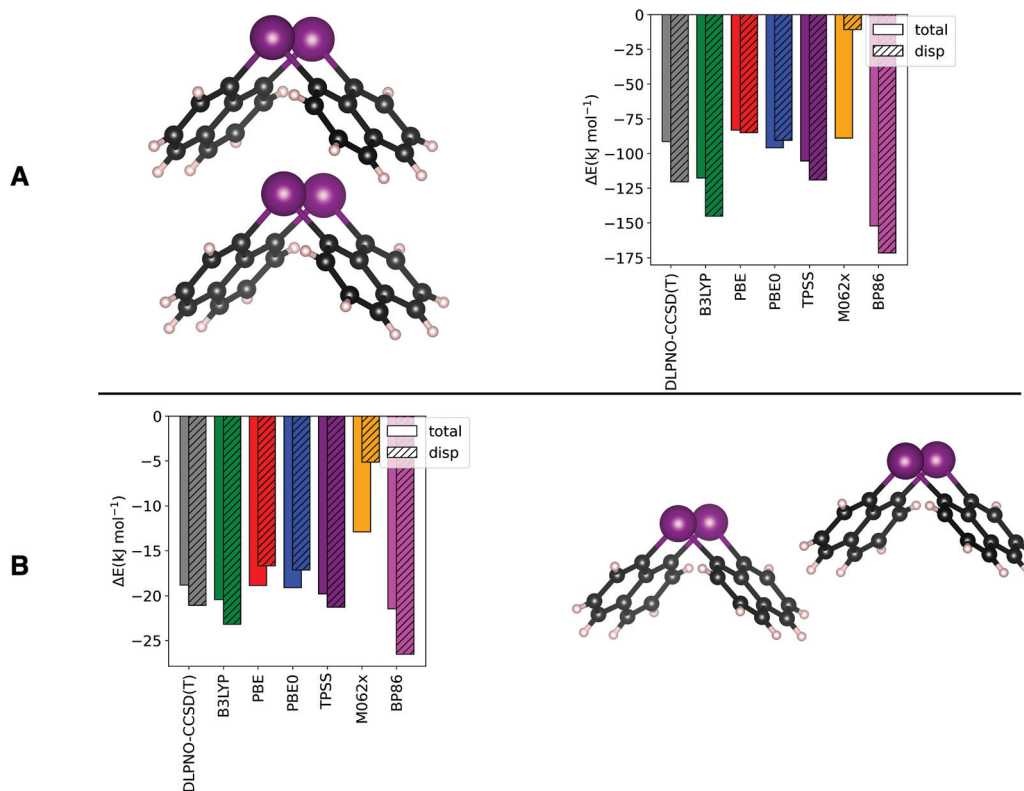 A
ΔE(kJ mol⁻¹)
0
−25
−50
−75
−100
−125
−150
−175
total
disp
DLPNO-CCSD(T)
B3LYP
PBE
PBE0
TPSS
M062x
BP86
B
ΔE(kJ mol⁻¹)
0
−5
−10
−15
−20
−25
total
disp
DLPNO-CCSD(T)
B3LYP
PBE
PBE0
TPSS
M062x
BP86